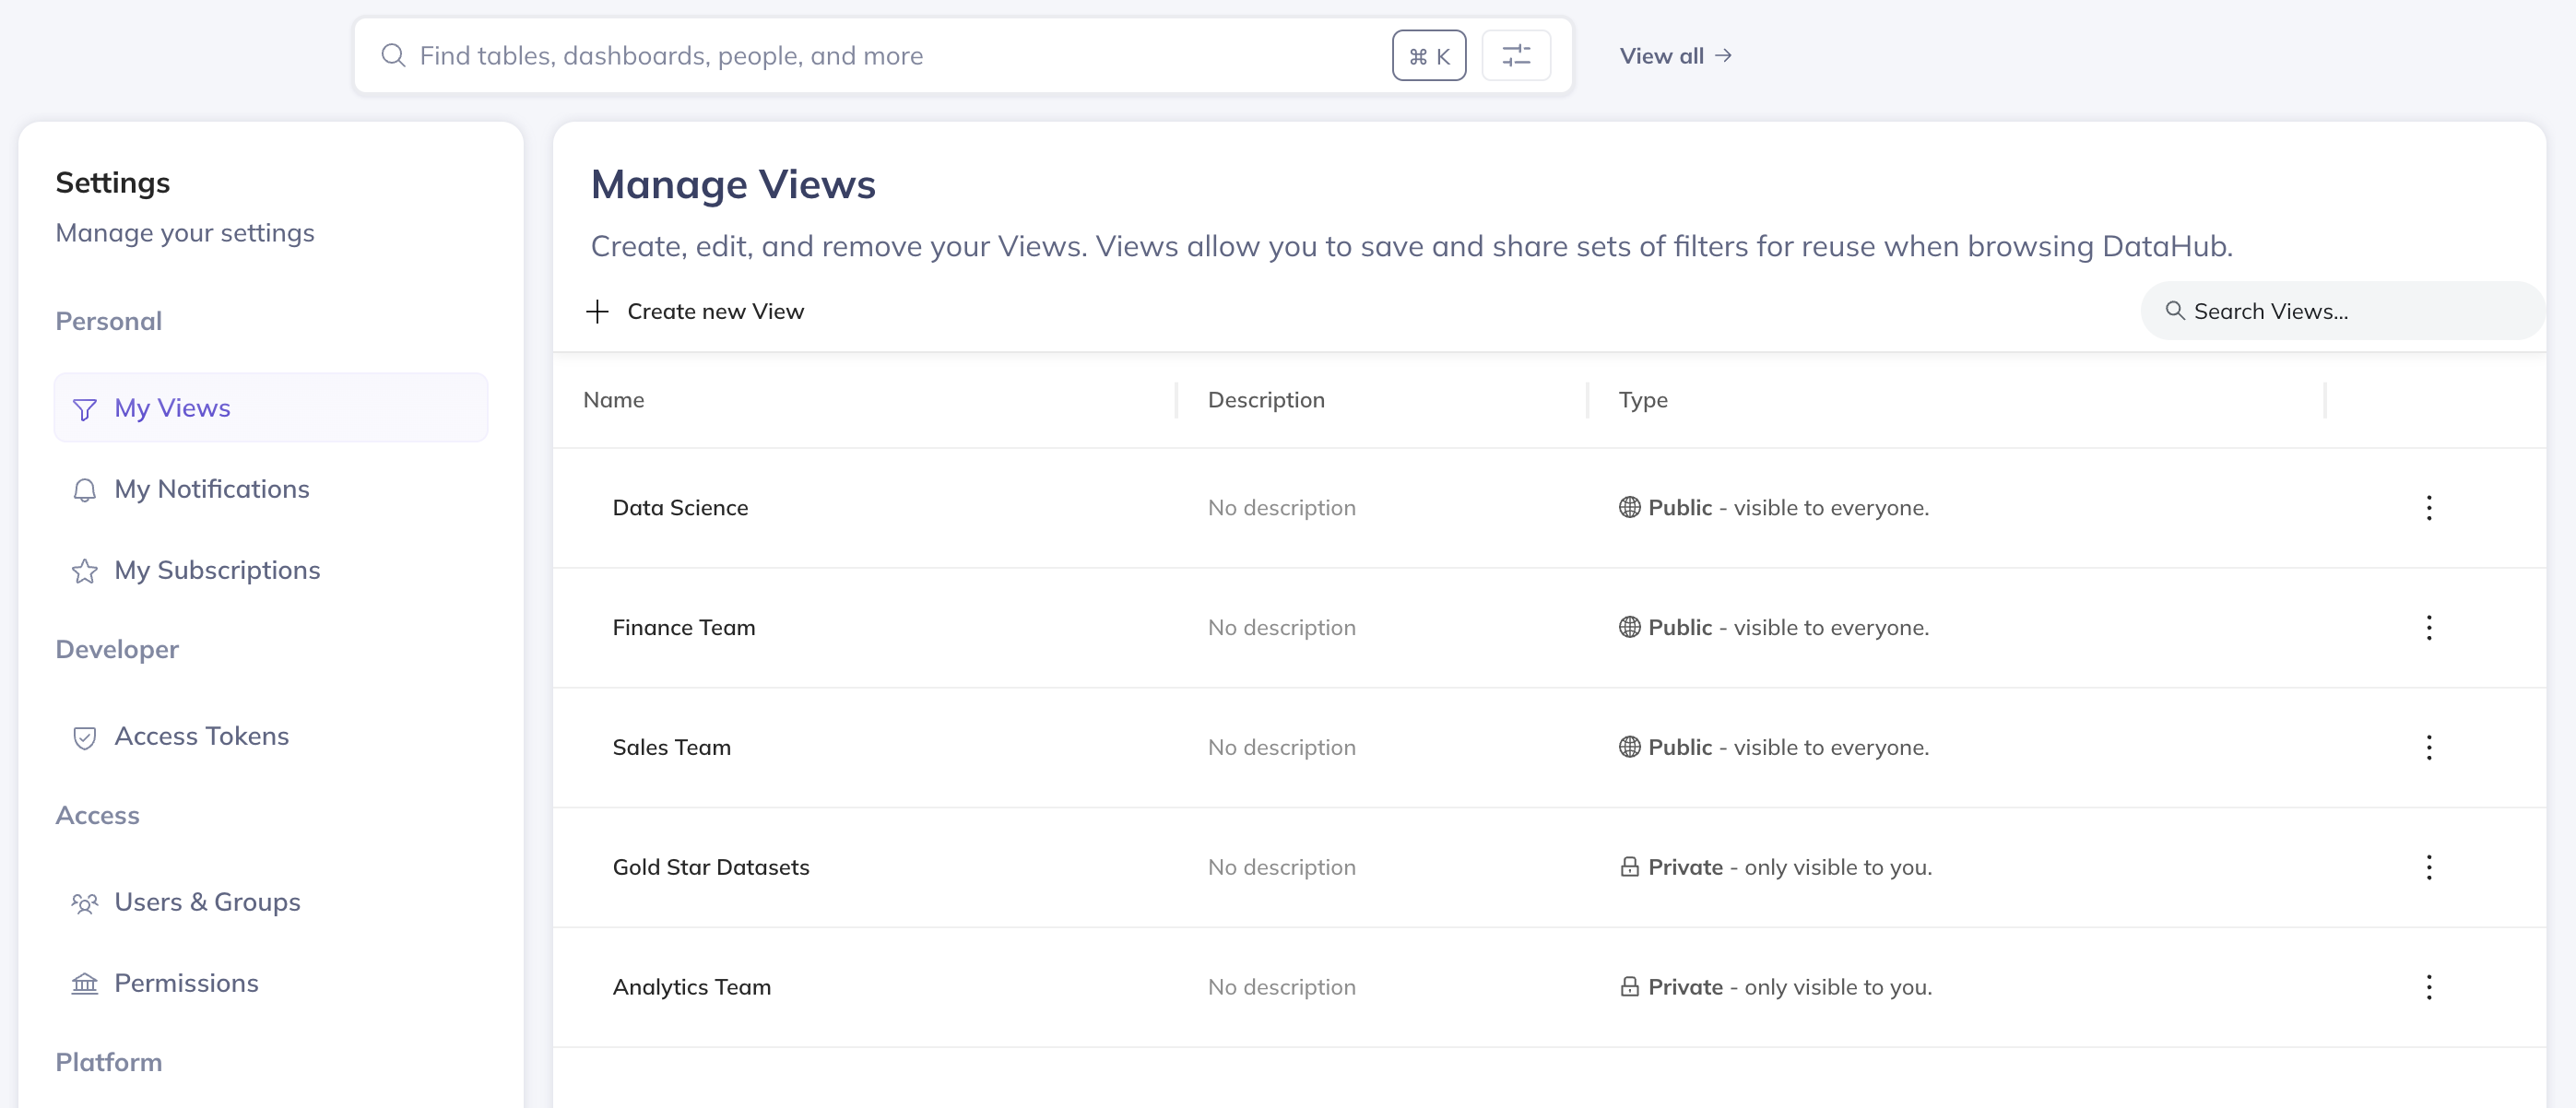 Find tables, dashboards, people, and more ⌘ K View all →
Settings
Manage your settings
Personal
My Views
My Notifications
My Subscriptions
Developer
Access Tokens
Access
Users & Groups
Permissions
Platform
Manage Views
Create, edit, and remove your Views. Views allow you to save and share sets of filters for reuse when browsing DataHub.
Create new View Search Views...
Name Description Type
Data Science No description Public - visible to everyone.
Finance Team No description Public - visible to everyone.
Sales Team No description Public - visible to everyone.
Gold Star Datasets No description Private - only visible to you.
Analytics Team No description Private - only visible to you.